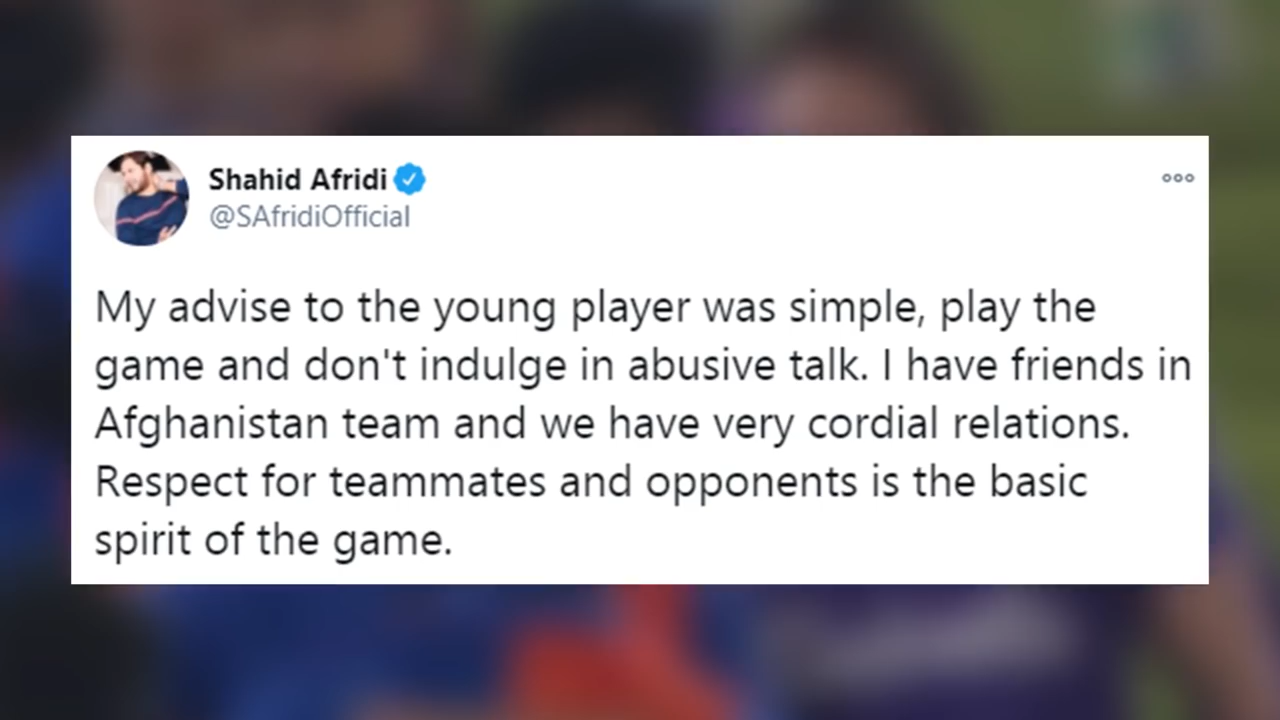 Shahid Afridi
@SAfridiOfficial
My advise to the young player was simple, play the
game and don't indulge in abusive talk. I have friends in
Afghanistan team and we have very cordial relations.
Respect for teammates and opponents is the basic
spirit of the game.